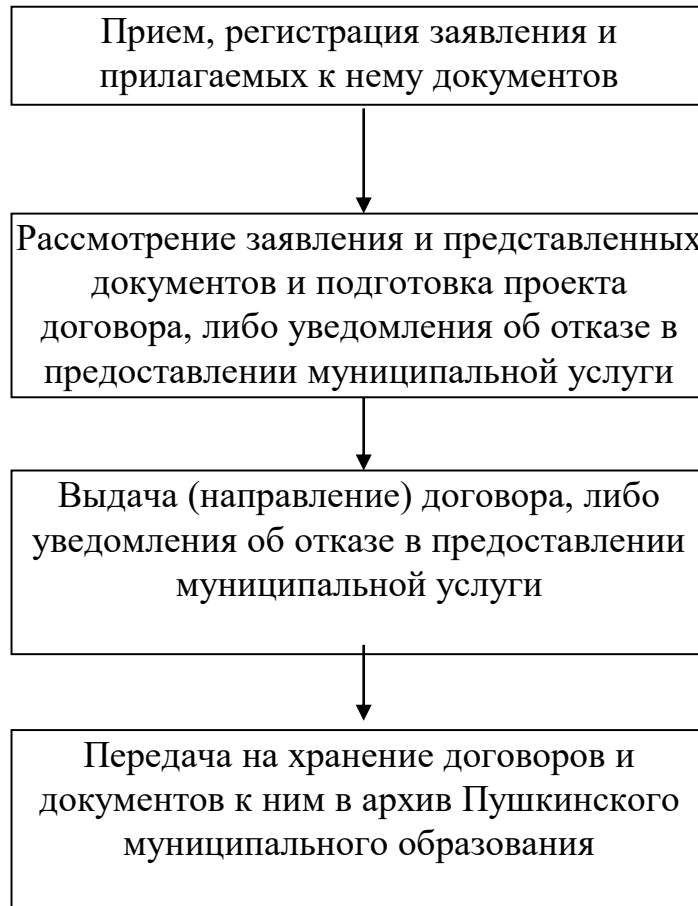 Прием, регистрация заявления и
прилагаемых к нему документов
Рассмотрение заявления и представленных
документов и подготовка проекта
договора, либо уведомления об отказе в
предоставлении муниципальной услуги
Выдача (направление) договора, либо
уведомления об отказе в предоставлении
муниципальной услуги
Передача на хранение договоров и
документов к ним в архив Пушкинского
муниципального образования